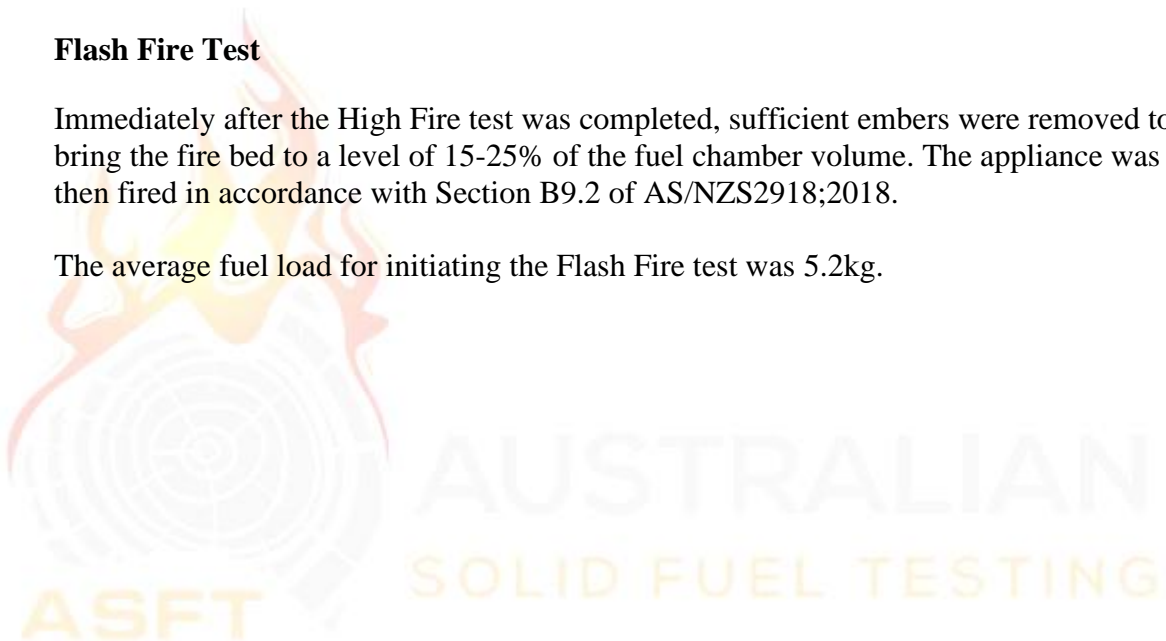 Flash Fire Test
Immediately after the High Fire test was completed, sufficient embers were removed to
bring the fire bed to a level of 15-25% of the fuel chamber volume. The appliance was
then fired in accordance with Section B9.2 of AS/NZS2918;2018.
The average fuel load for initiating the Flash Fire test was 5.2kg.
AUSTRALIAN
SOLID FUEL TESTING
ASFT